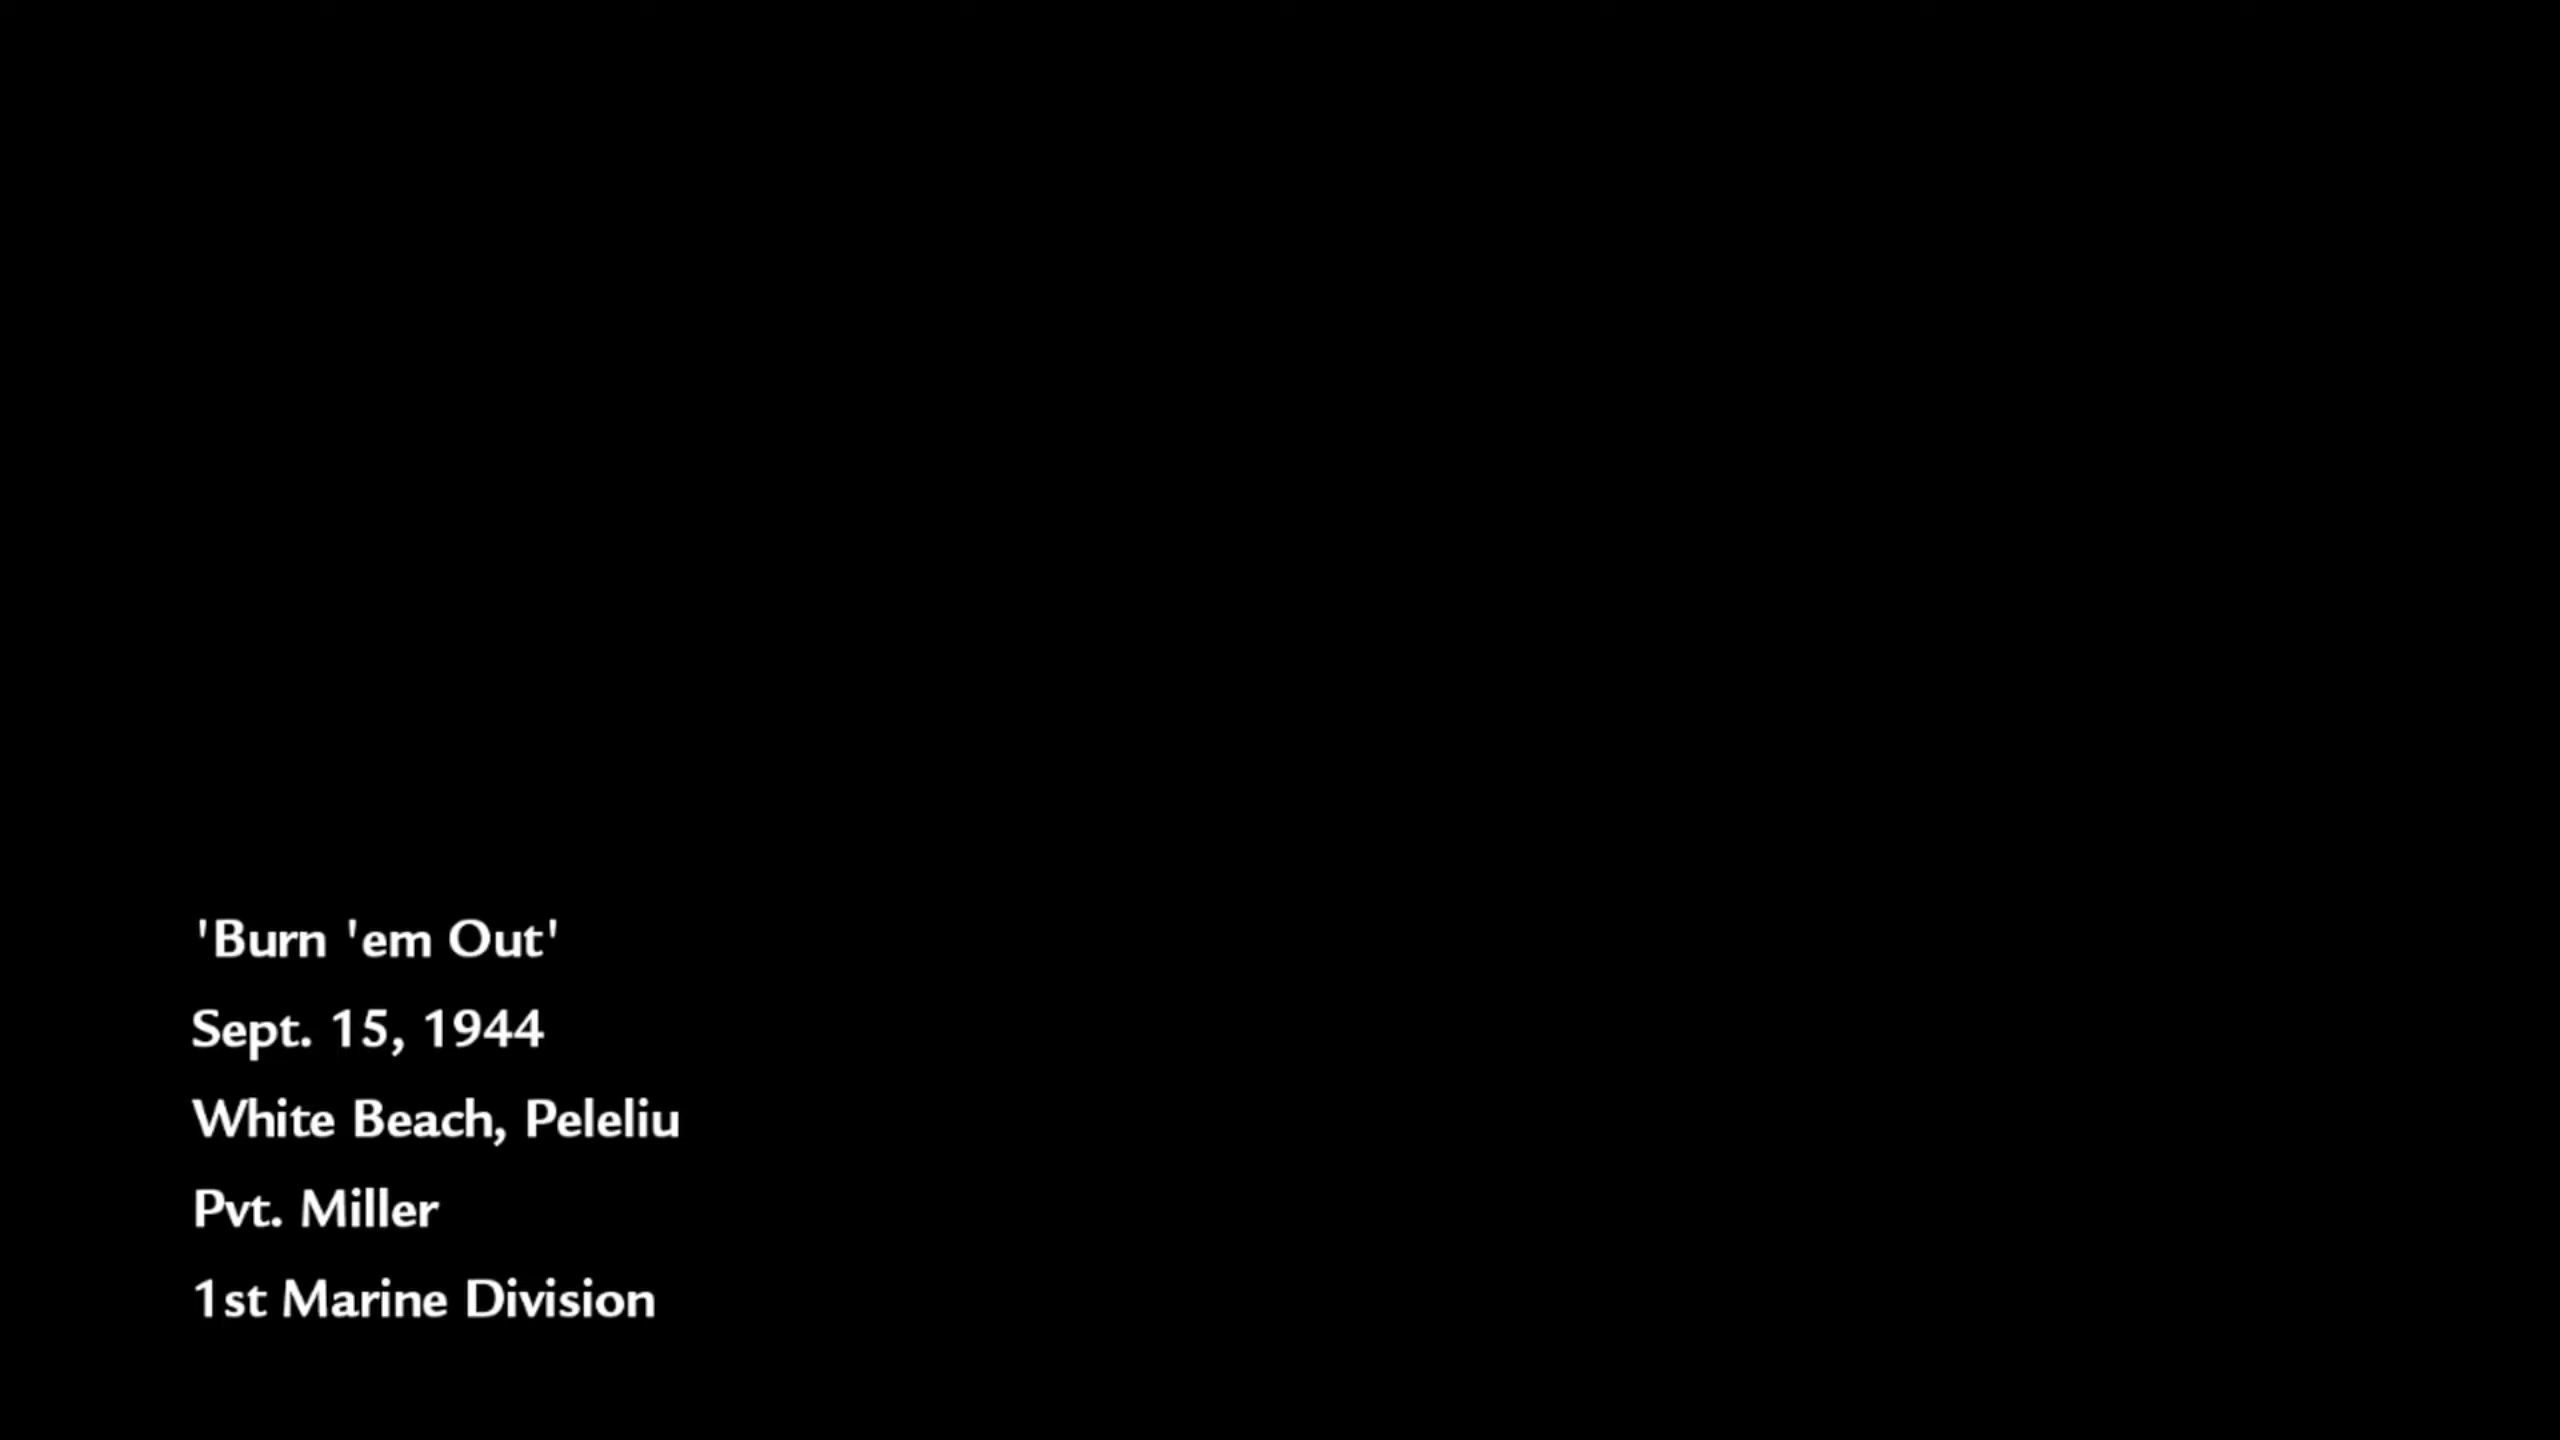 'Burn 'em Out'
Sept. 15, 1944
White Beach, Peleliu
Pvt. Miller
1st Marine Division